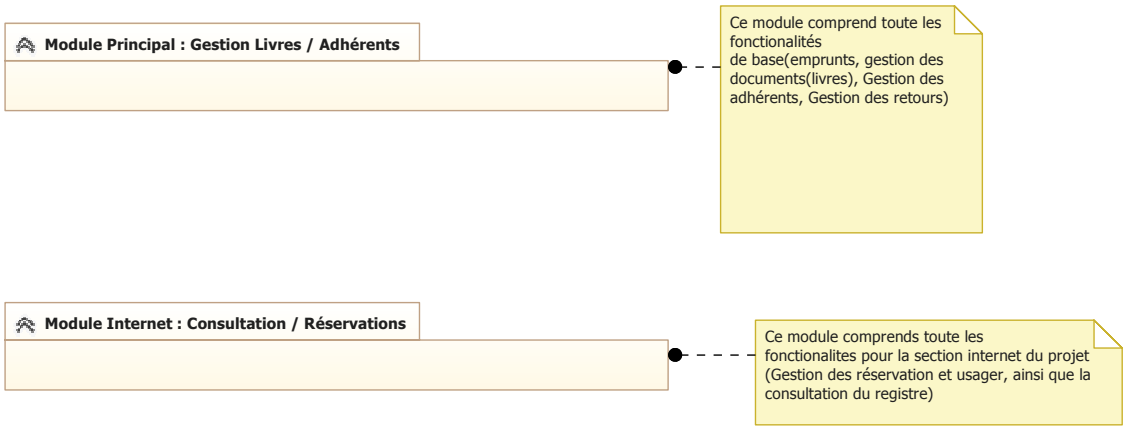 Module Principal : Gestion Livres / Adhérents
Ce module comprend toute les
fonctionalités
de base(emprunts, gestion des
documents(livres), Gestion des
adhérents, Gestion des retours)
Module Internet : Consultation / Réservations
Ce module comprends toute les
fonctionalites pour la section internet du projet
(Gestion des réservation et usager, ainsi que la
consultation du registre)